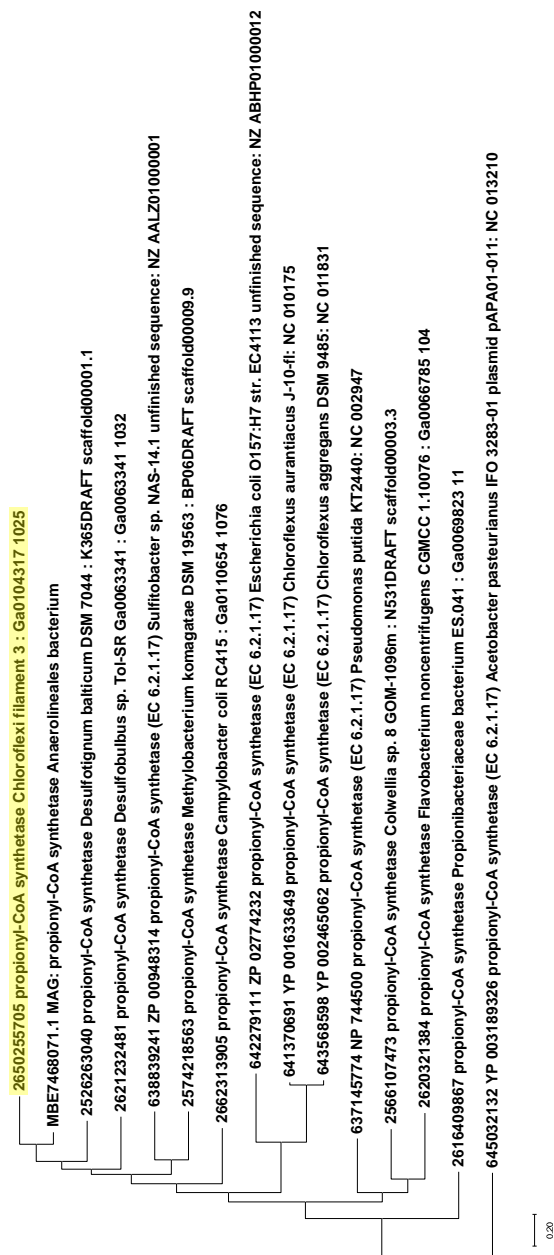 2650255705 propionyl-CoA synthetase Chloroflexi filament 3 : Ga0104317 1025
MBE7468071.1 MAG: propionyl-CoA synthetase Anaerolineales bacterium
2526263040 propionyl-CoA synthetase Desulfotignum balticum DSM 7044 : K365DRAFT scaffold00001.1
2621232481 propionyl-CoA synthetase Desulfobulbus sp. Tol-SR Ga0063341 : Ga0063341 1032
638839241 ZP 00948314 propionyl-CoA synthetase (EC 6.2.1.17) Sulfitobacter sp. NAS-14.1 unfinished sequence: NZ AALZ01000001
2574218563 propionyl-CoA synthetase Methylobacterium komagatae DSM 19563 : BP06DRAFT scaffold00009.9
2662313905 propionyl-CoA synthetase Campylobacter coli RC415 : Ga0110654 1076
642279111 ZP 02774232 propionyl-CoA synthetase (EC 6.2.1.17) Escherichia coli O157:H7 str. EC4113 unfinished sequence: NZ ABHP01000012
641370691 YP 001633649 propionyl-CoA synthetase (EC 6.2.1.17) Chloroflexus aurantiacus J-10-fl: NC 010175
643568598 YP 002465062 propionyl-CoA synthetase (EC 6.2.1.17) Chloroflexus aggregans DSM 9485: NC 011831
637145774 NP 744500 propionyl-CoA synthetase (EC 6.2.1.17) Pseudomonas putida KT2440: NC 002947
2566107473 propionyl-CoA synthetase Colwellia sp. 8 GOM-1096m : N531DRAFT scaffold00003.3
2620321384 propionyl-CoA synthetase Flavobacterium noncentrifugens CGMCC 1.10076 : Ga0066785 104
2616409867 propionyl-CoA synthetase Propionibacteriaceae bacterium ES.041 : Ga0069823 11
645032132 YP 003189326 propionyl-CoA synthetase (EC 6.2.1.17) Acetobacter pasteurianus IFO 3283-01 plasmid pAPA01-011: NC 013210
0.20